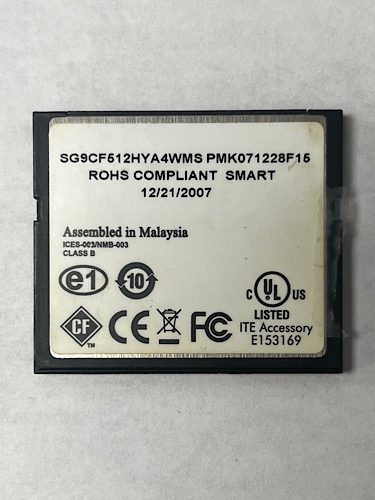 SG9CF512HYA4WMS PMK071228F15
ROHS COMPLIANT SMART
12/21/2007
Assembled in Malaysia
ICES-003/NMB-003
CLASS B
e1
10
C UL US
LISTED
ITE Accessory
E153169
CF TM
CE
FC